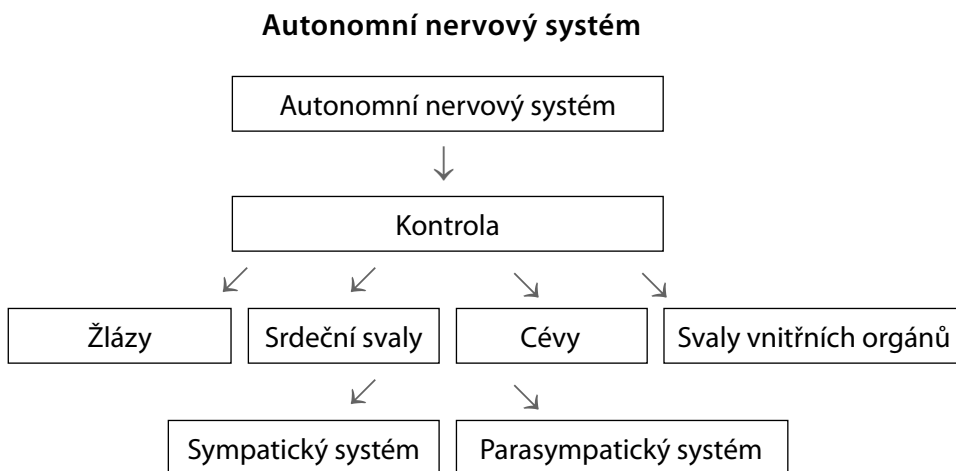 Autonomní nervový systém
Autonomní nervový systém
Kontrola
Žlázy
Srdeční svaly
Cévy
Svaly vnitřních orgánů
Sympatický systém
Parasympatický systém